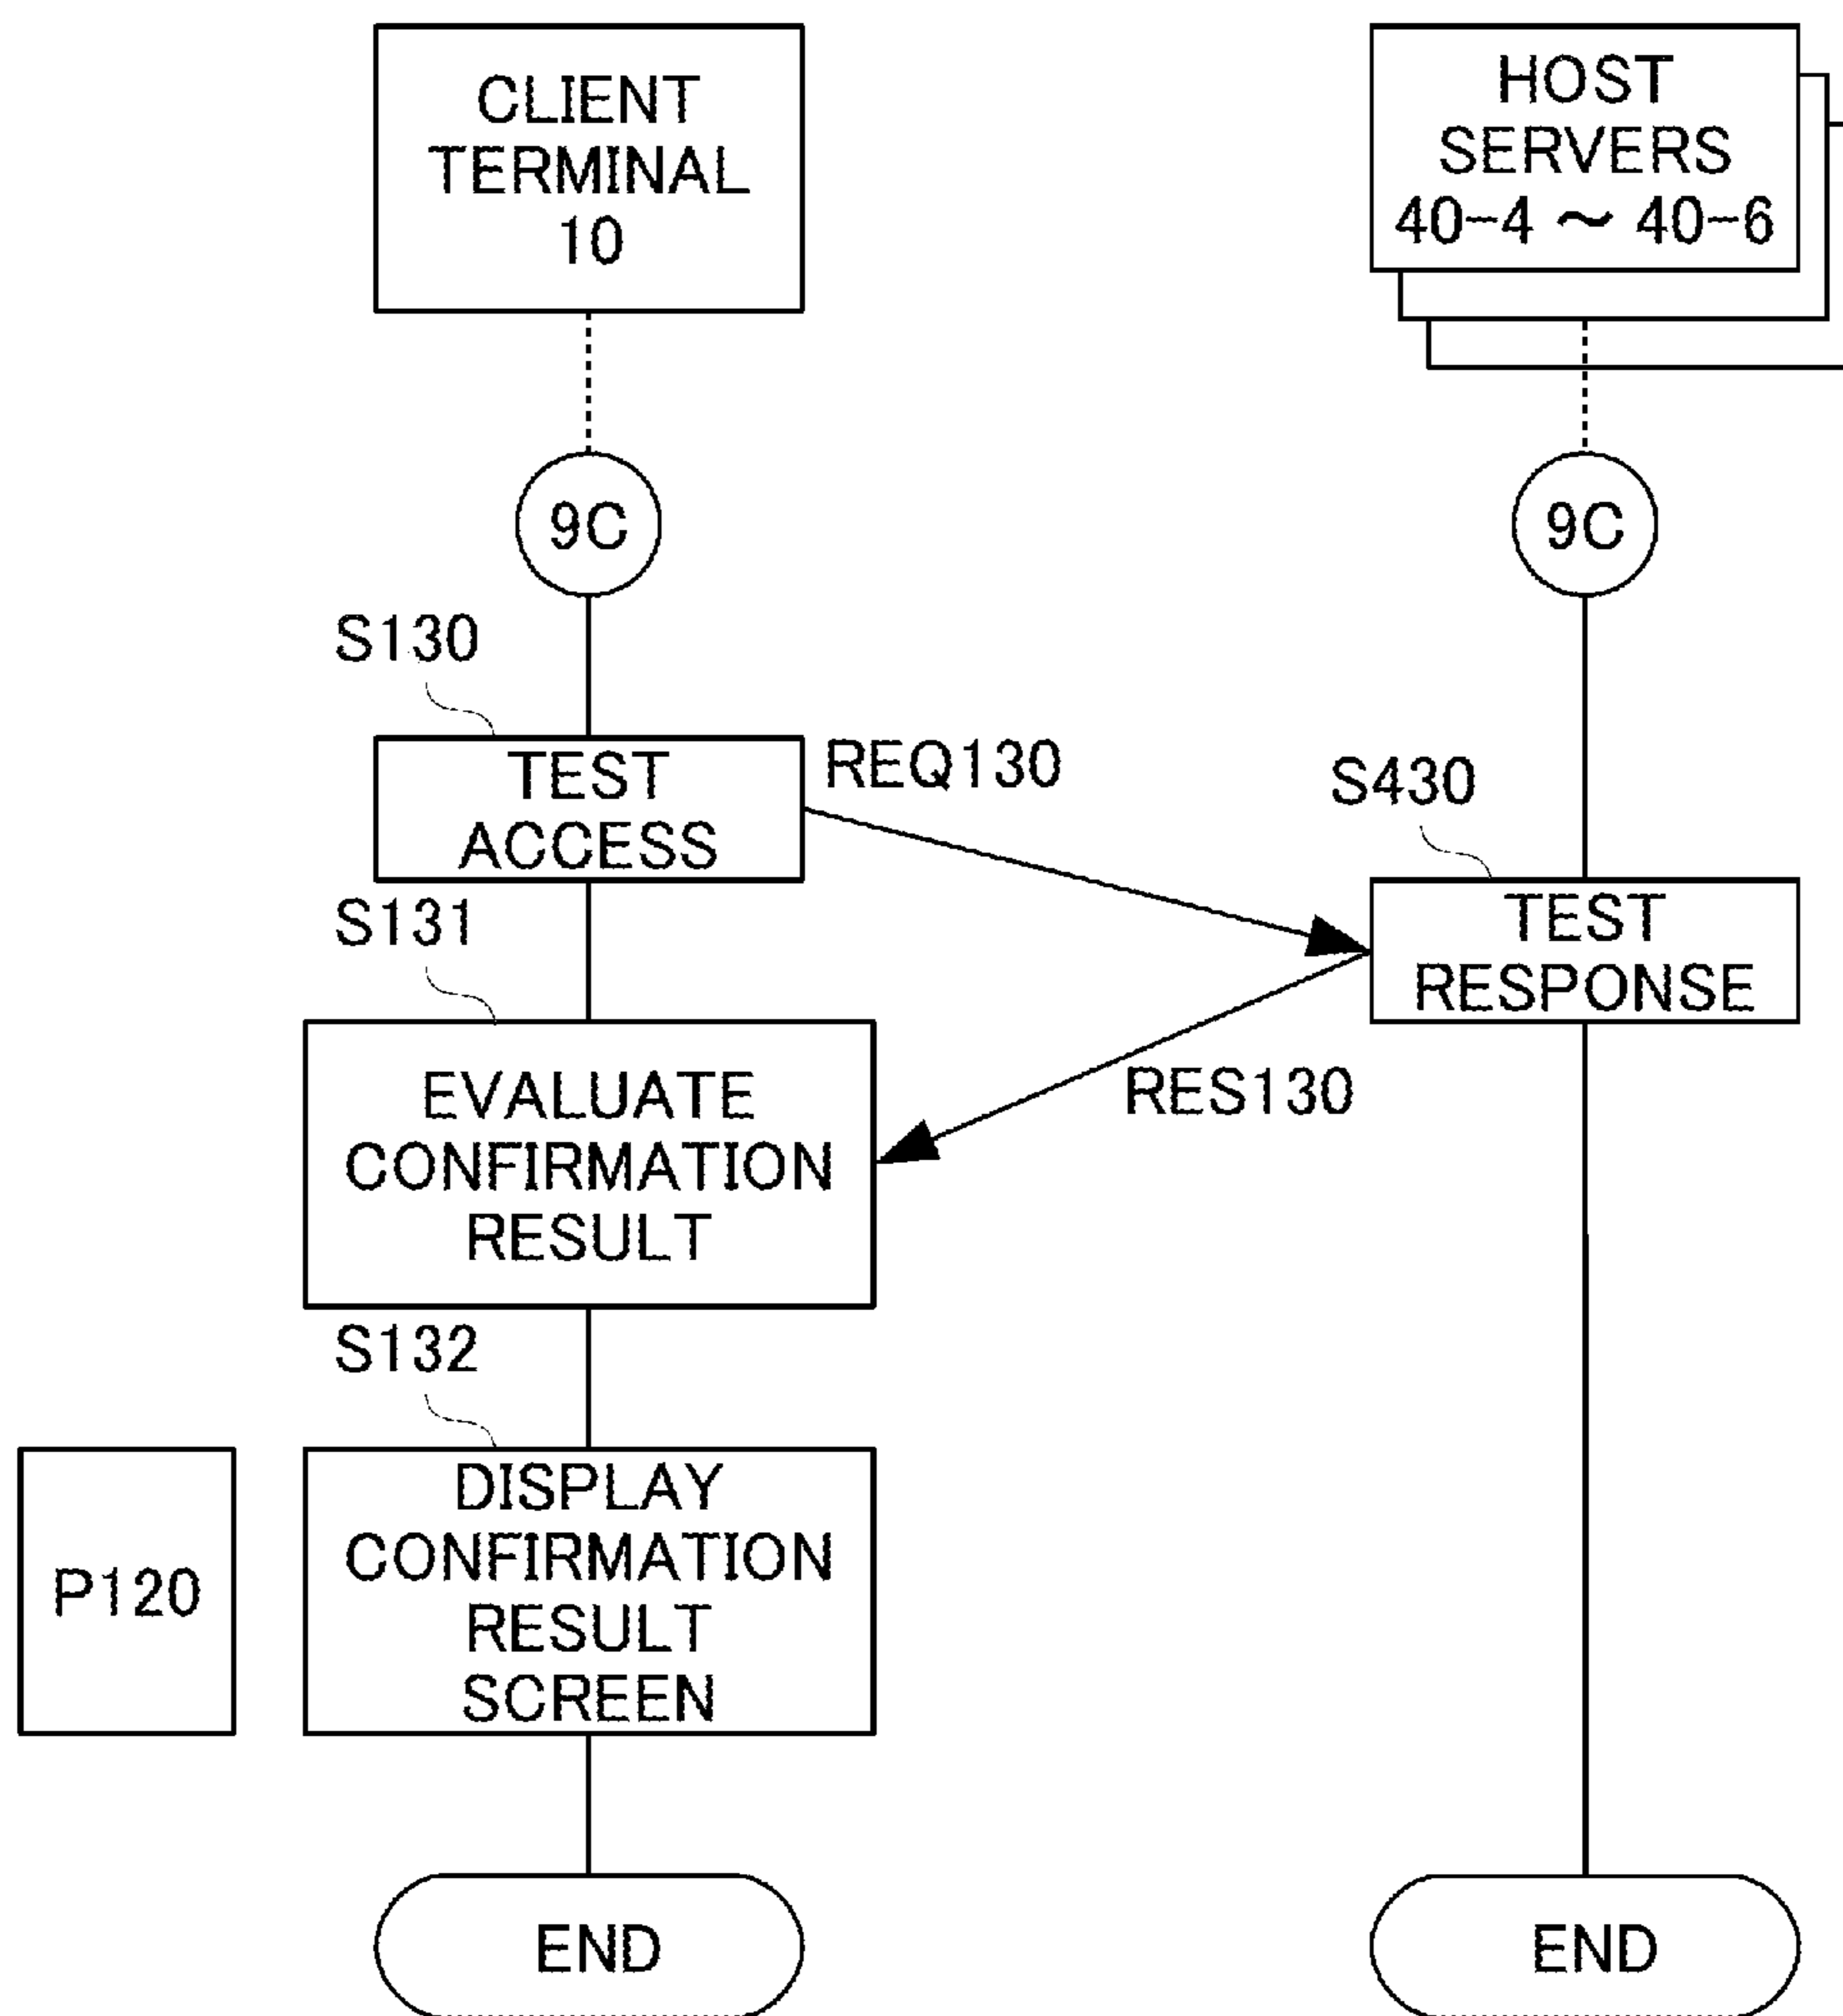 CLIENT
TERMINAL
10
HOST
SERVERS
40-4 ～ 40-6
9C
9C
S130
TEST
ACCESS
REQ130
S430
TEST
RESPONSE
S131
EVALUATE
CONFIRMATION
RESULT
RES130
S132
P120
DISPLAY
CONFIRMATION
RESULT
SCREEN
END
END